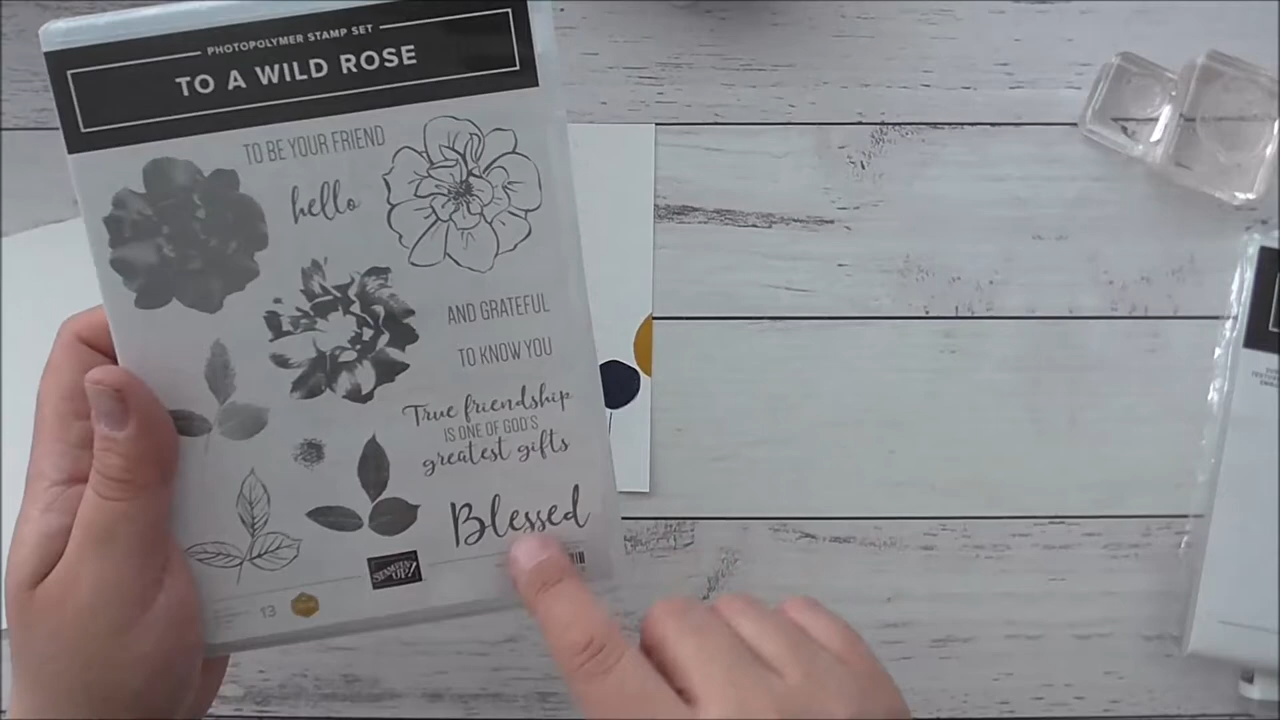 PHOTOPOLYMER STAMP SET
TO A WILD ROSE
TO BE YOUR FRIEND
hello
AND GRATEFUL
TO KNOW YOU
True friendship
IS ONE OF GOD'S
greatest gifts
Blessed
STAMPIN' UP!
13